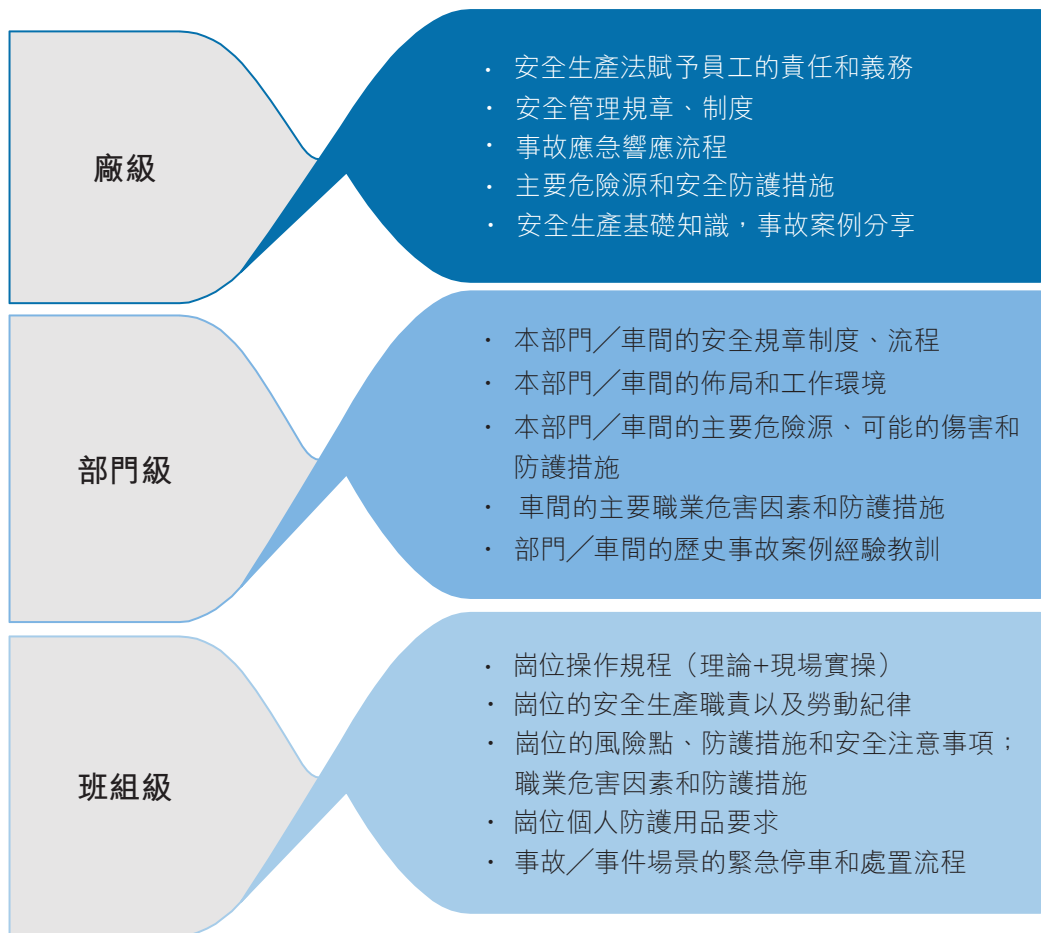 廠級
· 安全生產法賦予員工的責任和義務
· 安全管理規章、制度
· 事故應急響應流程
· 主要危險源和安全防護措施
· 安全生產基礎知識，事故案例分享
部門級
· 本部門／車間的安全規章制度、流程
· 本部門／車間的佈局和工作環境
· 本部門／車間的主要危險源、可能的傷害和
防護措施
· 車間的主要職業危害因素和防護措施
· 部門／車間的歷史事故案例經驗教訓
班組級
· 崗位操作規程（理論+現場實操）
· 崗位的安全生產職責以及勞動紀律
· 崗位的風險點、防護措施和安全注意事項；
職業危害因素和防護措施
· 崗位個人防護用品要求
· 事故／事件場景的緊急停車和處置流程